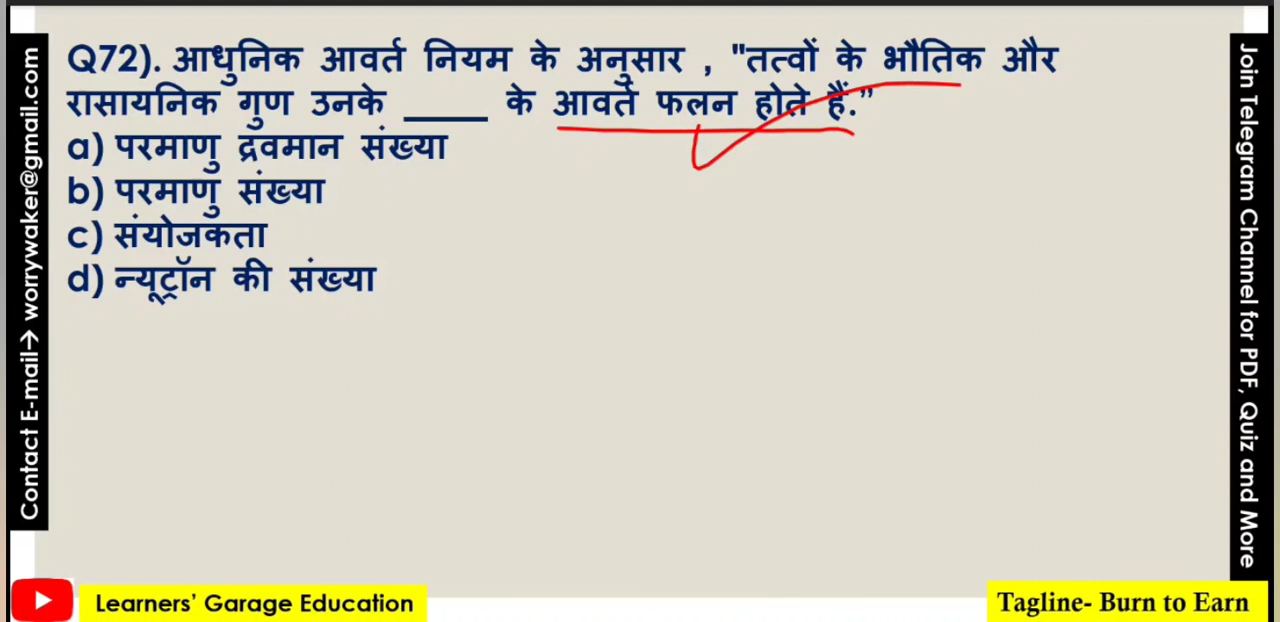 Q72). आधुनिक आवर्त नियम के अनुसार , "तत्वों के भौतिक और
रासायनिक गुण उनके _____ के आवर्त फलन होते हैं.”
a) परमाणु द्रवमान संख्या
b) परमाणु संख्या
c) संयोजकता
d) न्यूट्रॉन की संख्या
Contact E-mail→ worrywaker@gmail.com
Join Telegram Channel for PDF, Quiz and More
Learners’ Garage Education
Tagline- Burn to Earn